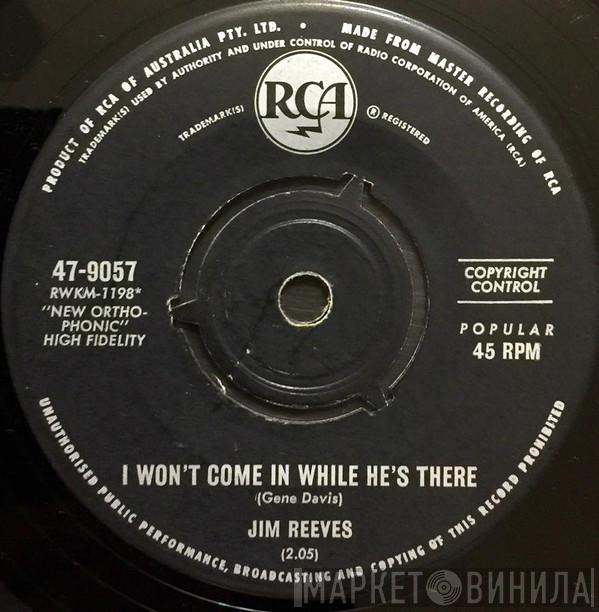 PRODUCT OF RCA OF AUSTRALIA PTY. LTD. • MADE FROM MASTER RECORDING OF RCA
TRADEMARK(S) USED BY AUTHORITY AND UNDER CONTROL OF RADIO CORPORATION OF AMERICA (RCA)
RCA
TRADEMARK(S) ® REGISTERED
47-9057
RWKM-1198*
"NEW ORTHO-
PHONIC"
HIGH FIDELITY
COPYRIGHT
CONTROL
POPULAR
45 RPM
I WON'T COME IN WHILE HE'S THERE
(Gene Davis)
JIM REEVES
(2.05)
UNAUTHORISED PUBLIC PERFORMANCE, BROADCASTING AND COPYING OF THIS RECORD PROHIBITED
МАРКЕТ ВИНИЛА